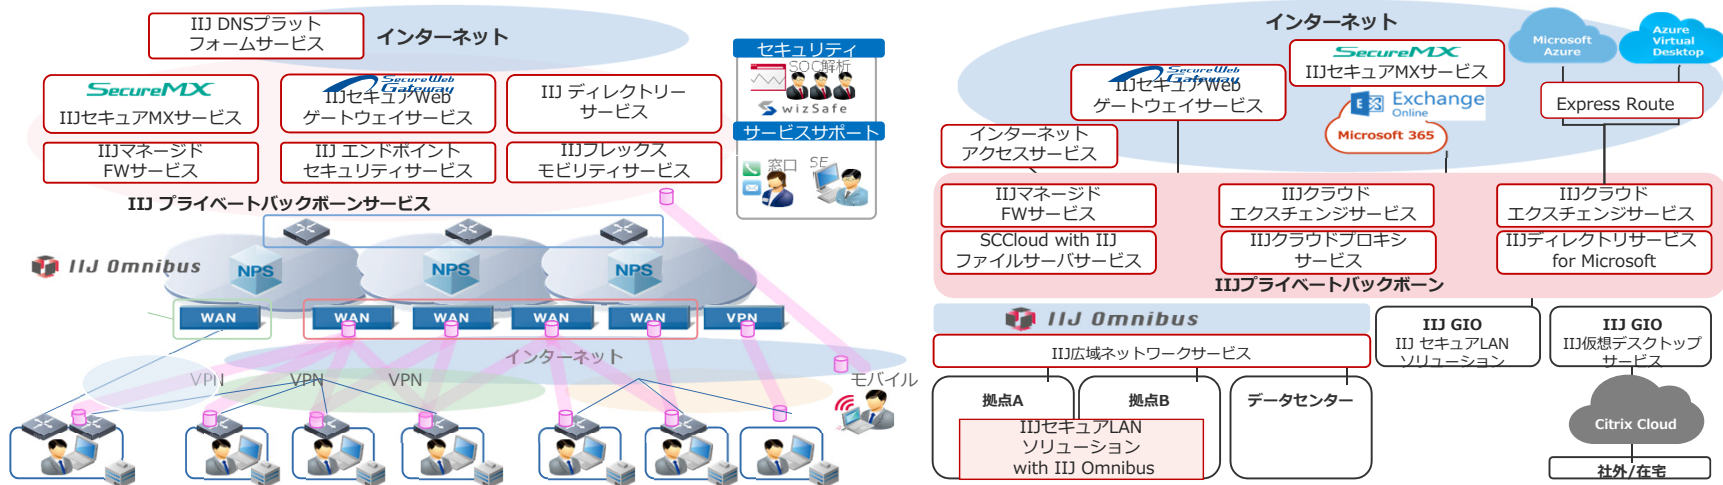 IIJ DNSプラット
フォームサービス
インターネット
SecureMX
IIJセキュアMXサービス
SecureWeb
Gateway
IIJセキュアWeb
ゲートウェイサービス
IIJ ディレクトリー
サービス
IIJマネージド
FWサービス
IIJ エンドポイント
セキュリティサービス
IIJフレックス
モビリティサービス
IIJ プライベートバックボーンサービス
セキュリティ
SOC解析
wizSafe
サービスサポート
窓口
SE
IIJ Omnibus
NPS
NPS
NPS
WAN
WAN
WAN
WAN
WAN
VPN
インターネット
VPN
VPN
VPN
モバイル
インターネット
Microsoft
Azure
Azure
Virtual
Desktop
SecureMX
IIJセキュアMXサービス
SecureWeb
Gateway
IIJセキュアWeb
ゲートウェイサービス
Exchange
Online
Microsoft 365
Express Route
インターネット
アクセスサービス
IIJマネージド
FWサービス
IIJクラウド
エクスチェンジサービス
IIJクラウド
エクスチェンジサービス
SCCloud with IIJ
ファイルサーバサービス
IIJクラウドプロキシ
サービス
IIJディレクトリサービス
for Microsoft
IIJプライベートバックボーン
IIJ Omnibus
IIJ広域ネットワークサービス
IIJ GIO
IIJ セキュアLAN
ソリューション
IIJ GIO
IIJ仮想デスクトップ
サービス
拠点A
拠点B
データセンター
IIJセキュアLAN
ソリューション
with IIJ Omnibus
Citrix Cloud
社外/在宅